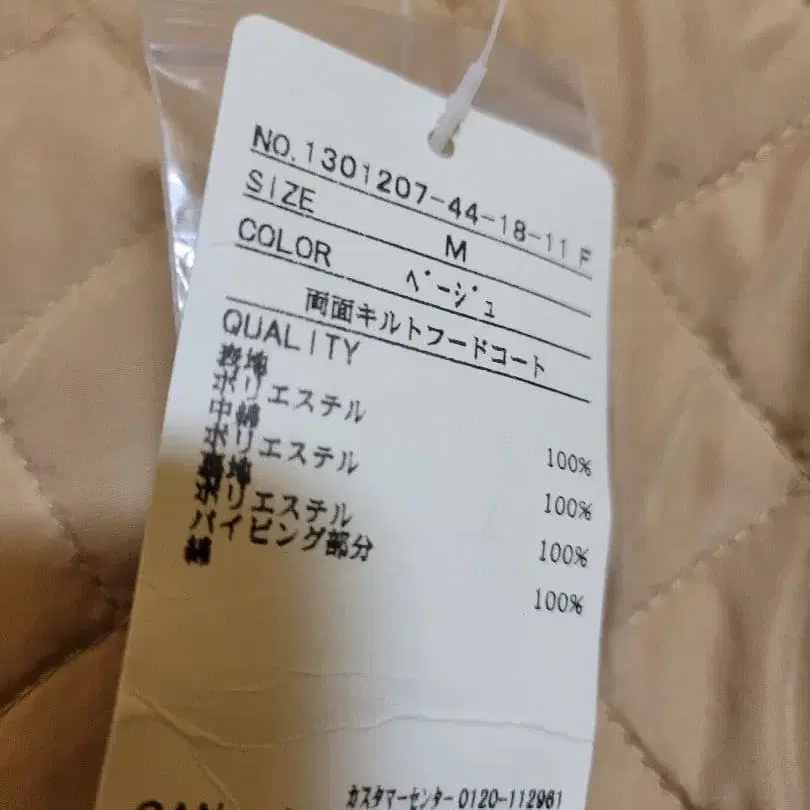 NO.1301207-44-18-11 F
SIZE M
COLOR ベージュ
両面キルトフードコート
QUALITY
表地
ポリエステル 100%
中綿
ポリエステル 100%
裏地
ポリエステル 100%
パイピング部分
綿 100%
カスタマーセンター 0120-112961